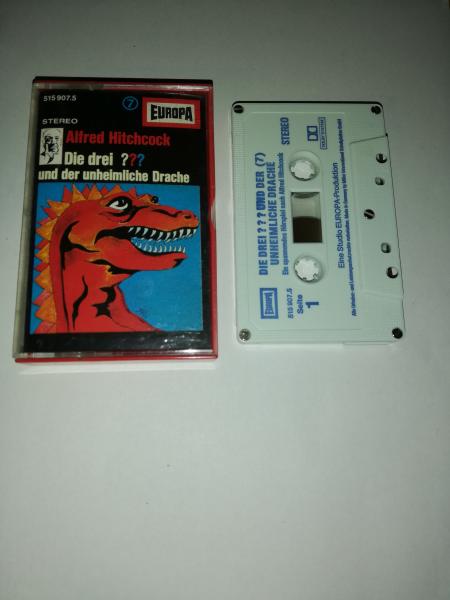 515 907.5
7
EUROPA
STEREO
Alfred Hitchcock
Die drei ???
und der unheimliche Drache
DIE DREI ??? UND DER (7)
UNHEIMLICHE DRACHE
Ein spannendes Hörspiel nach Alfred Hitchcock
STEREO
EUROPA
515 907.5
Seite
1
Eine Studio EUROPA-Produktion